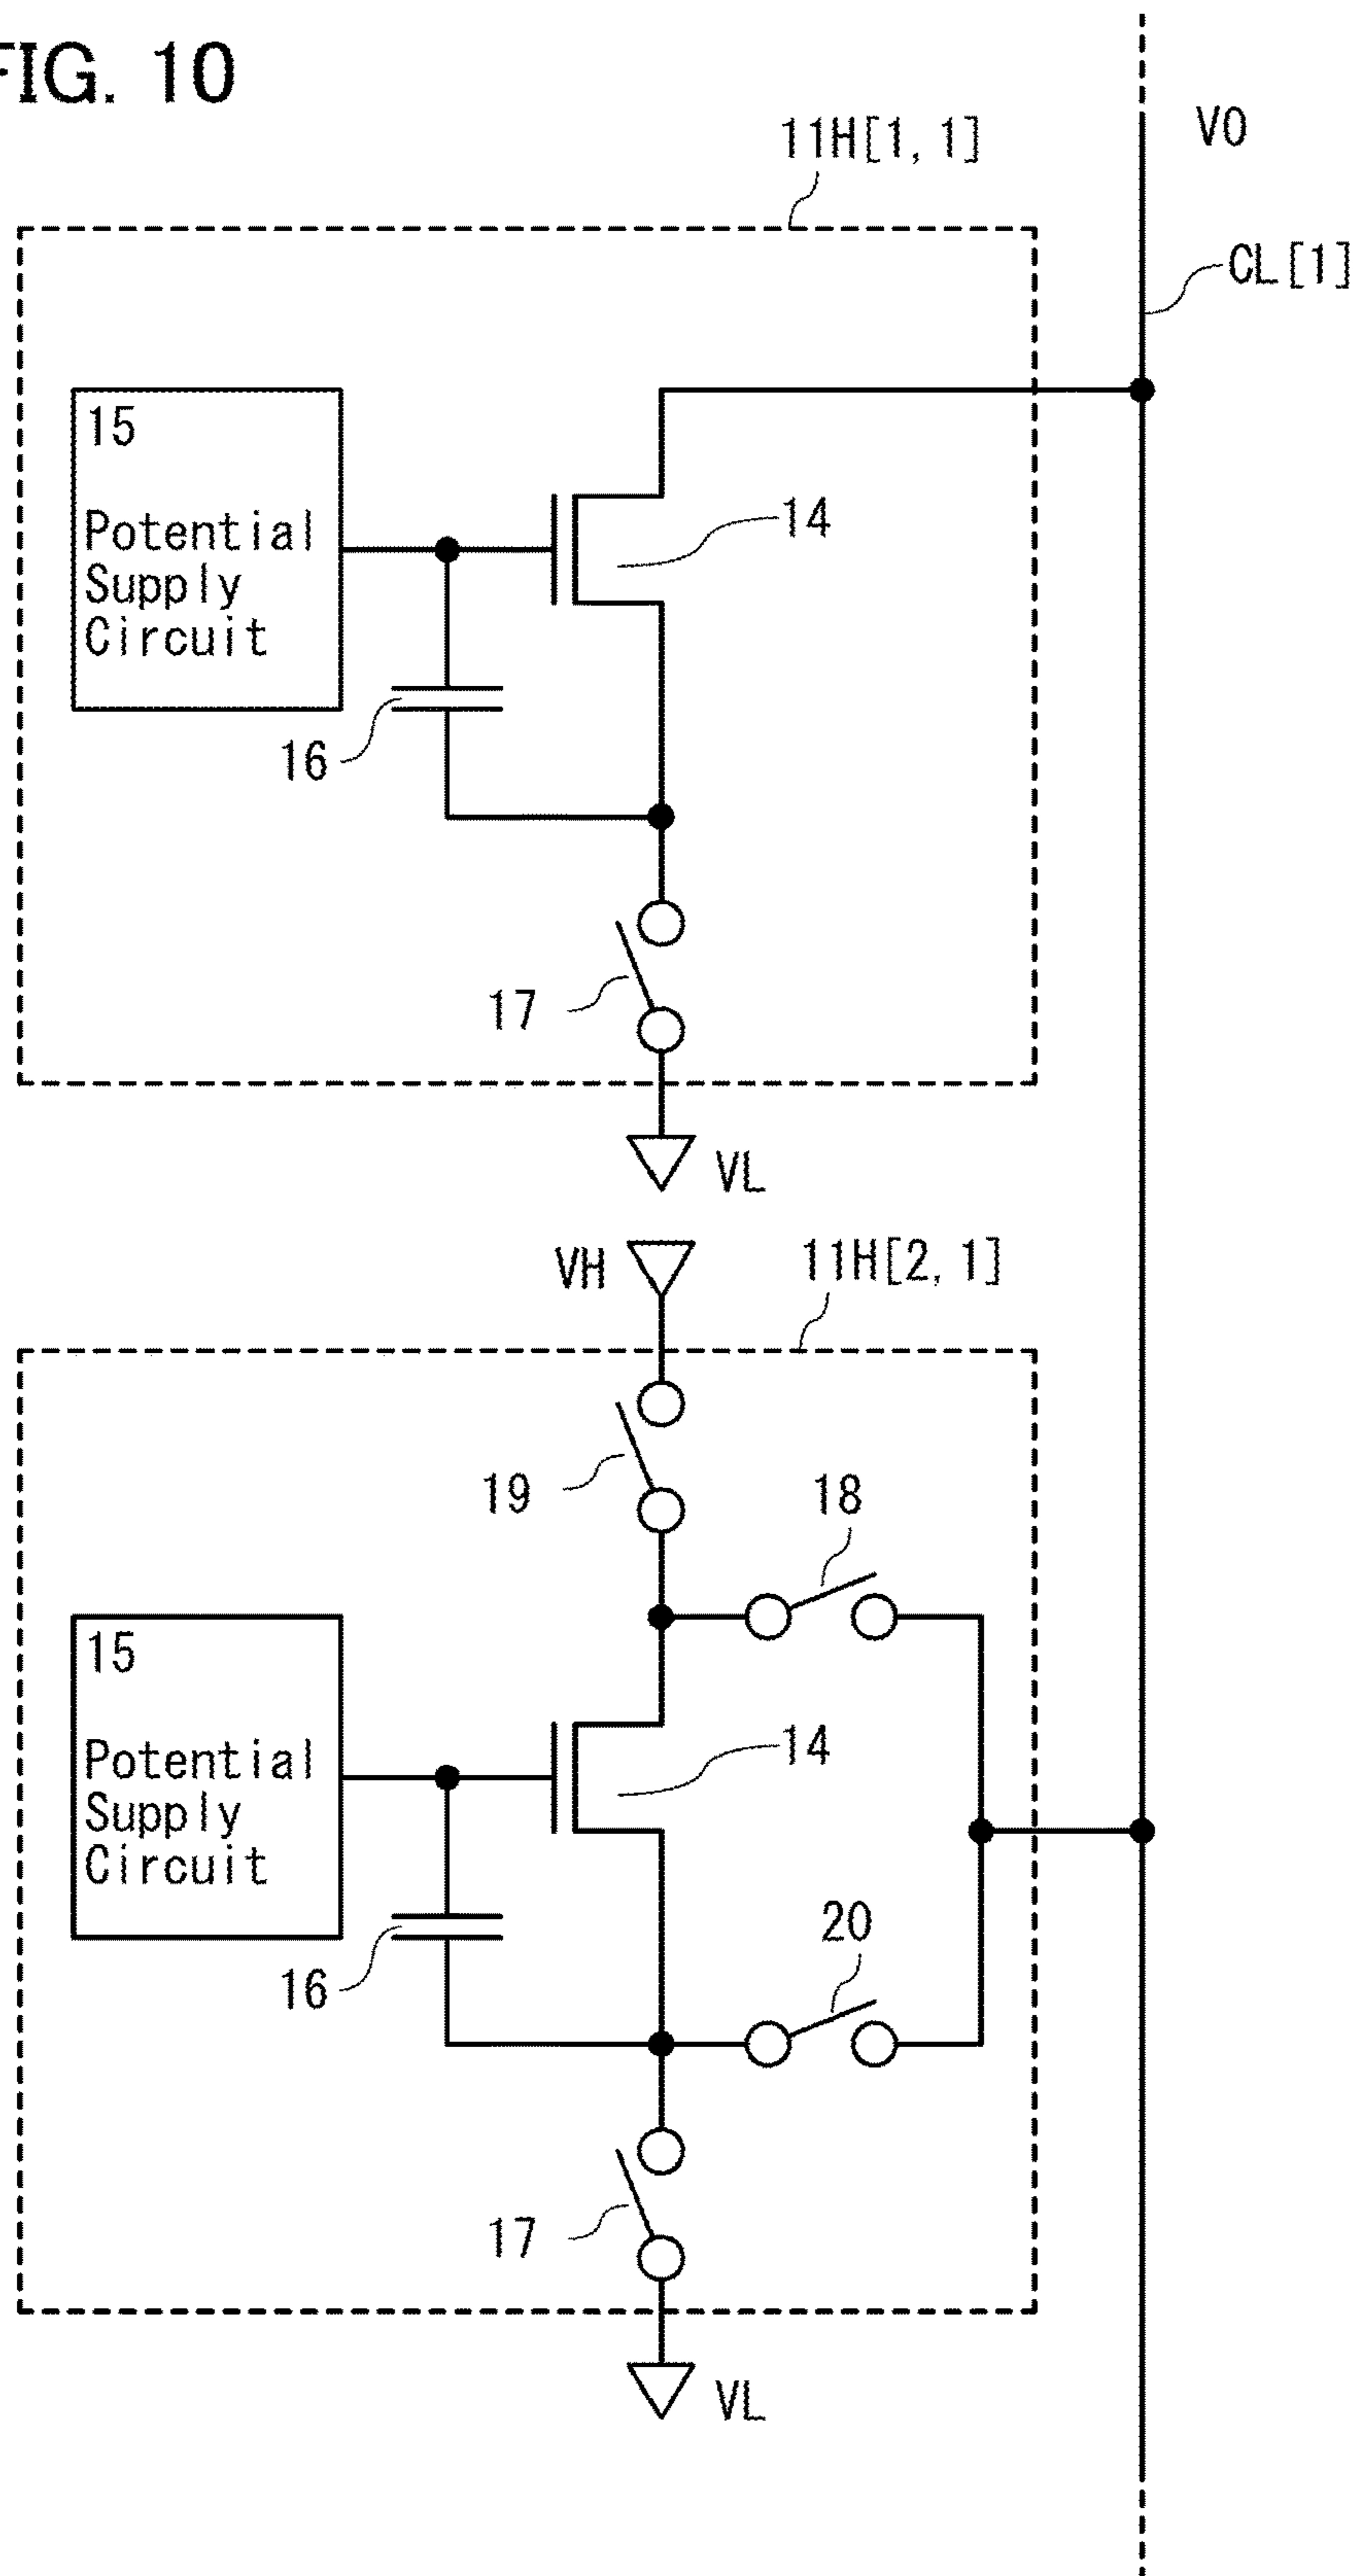 FIG. 10
11H[1, 1]
V0
CL[1]
15
Potential
Supply
Circuit
14
16
17
VL
VH
11H[2, 1]
19
18
15
Potential
Supply
Circuit
14
20
16
17
VL